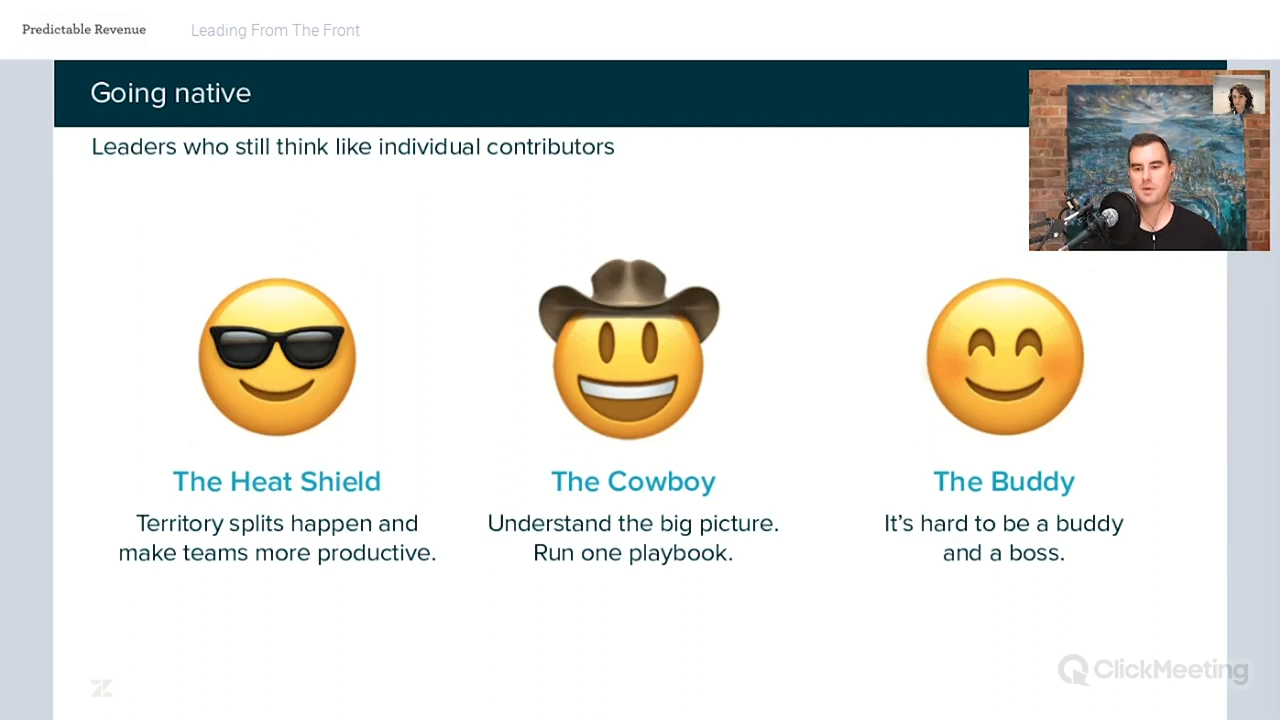 Predictable Revenue
Leading From The Front
Going native
Leaders who still think like individual contributors
The Heat Shield
Territory splits happen and
make teams more productive.
The Cowboy
Understand the big picture.
Run one playbook.
The Buddy
It’s hard to be a buddy
and a boss.
ClickMeeting